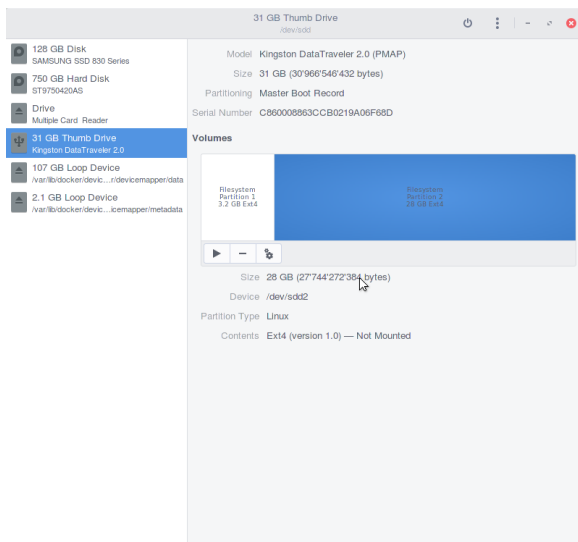 31 GB Thumb Drive
/dev/sdd
128 GB Disk
SAMSUNG SSD 830 Series
750 GB Hard Disk
ST9750420AS
Drive
Multiple Card Reader
31 GB Thumb Drive
Kingston DataTraveler 2.0
107 GB Loop Device
/var/lib/docker/devic...r/devicemapper/data
2.1 GB Loop Device
/var/lib/docker/devic...icemapper/metadata
Model Kingston DataTraveler 2.0 (PMAP)
Size 31 GB (30'966'546'432 bytes)
Partitioning Master Boot Record
Serial Number C860008863CCB0219A06F68D
Volumes
Filesystem
Partition 1
3.2 GB Ext4
Filesystem
Partition 2
28 GB Ext4
Size 28 GB (27'744'272'384 bytes)
Device /dev/sdd2
Partition Type Linux
Contents Ext4 (version 1.0) — Not Mounted